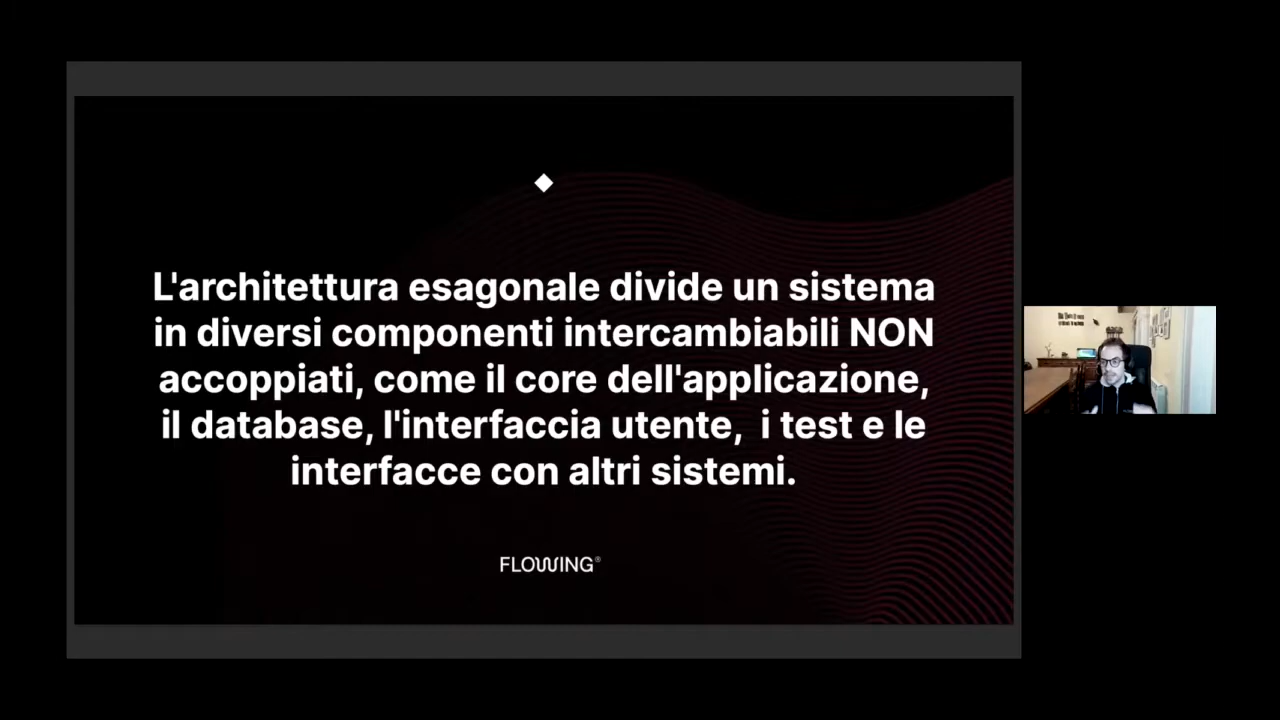 L'architettura esagonale divide un sistema
in diversi componenti intercambiabili NON
accoppiati, come il core dell'applicazione,
il database, l'interfaccia utente,  i test e le
interfacce con altri sistemi.
FLOWING®